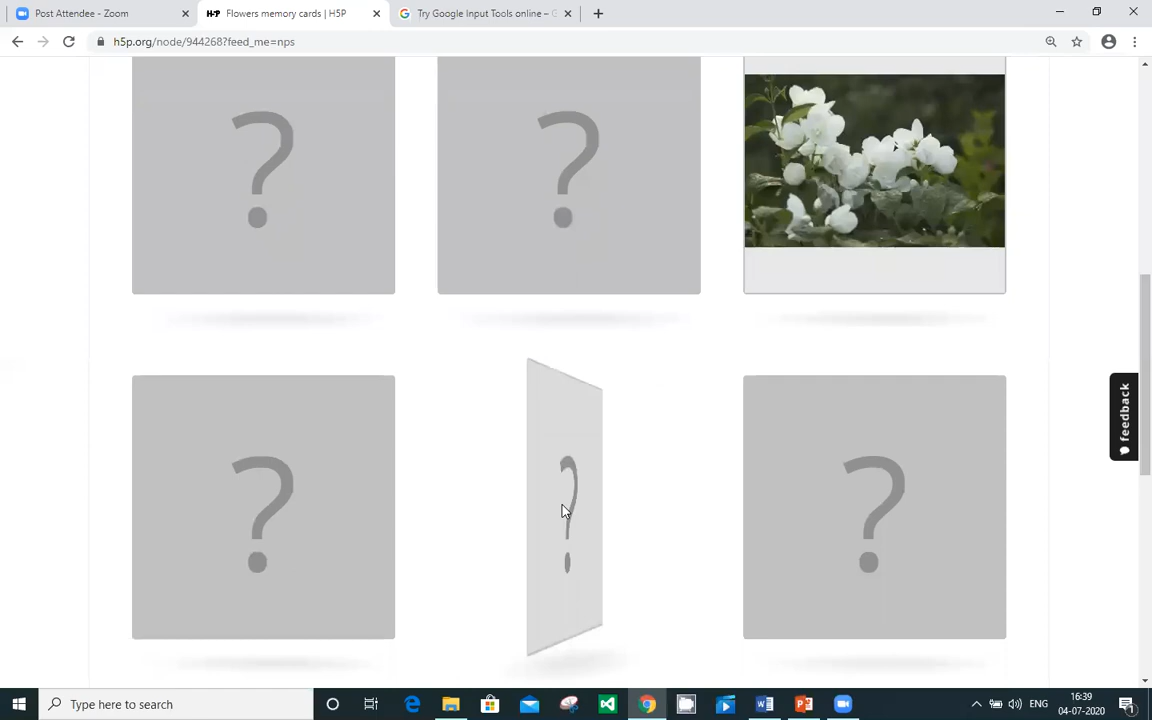 Post Attendee - Zoom
H-P Flowers memory cards | H5P
Try Google Input Tools online – G
h5p.org/node/944268?feed_me=nps
?
?
?
?
?
feedback
Type here to search
ENG
16:39
04-07-2020
1